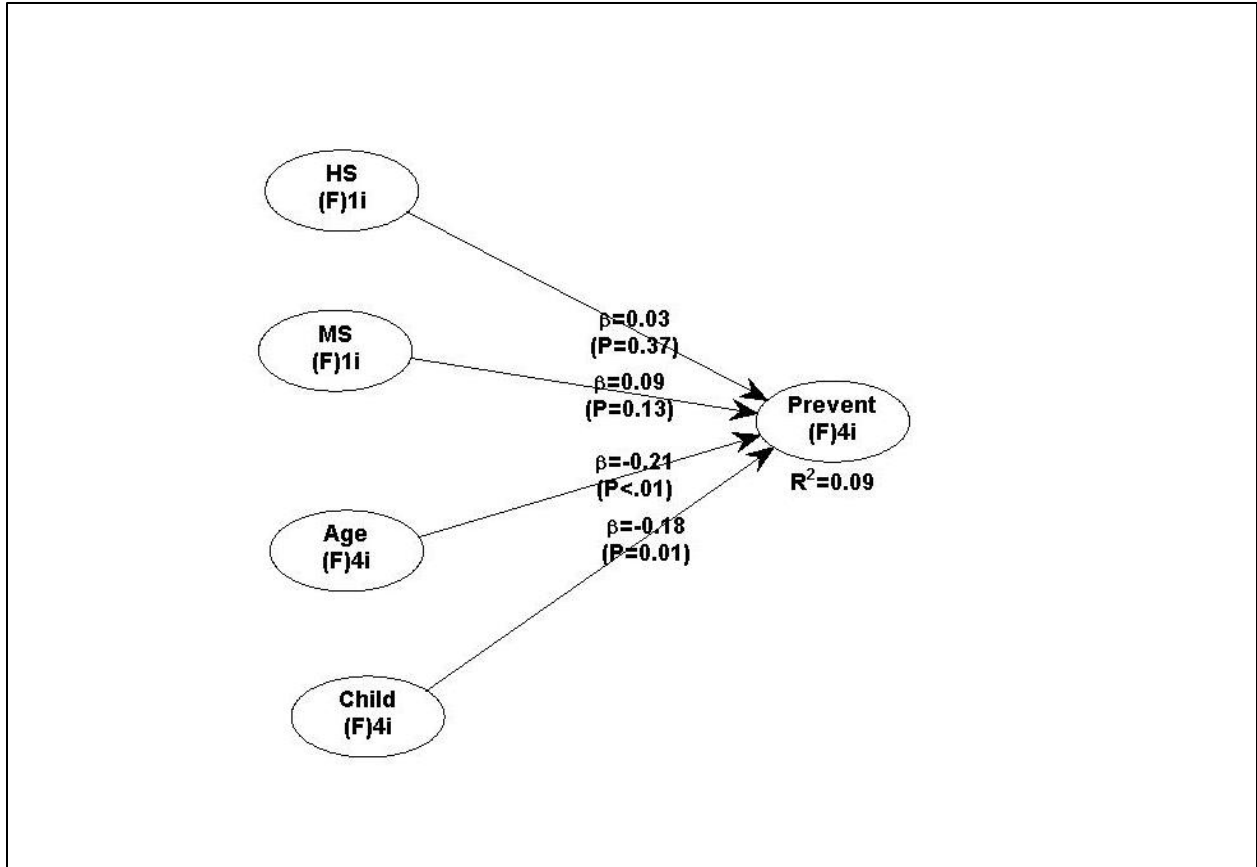 HS
(F)1i
β=0.03
(P=0.37)
MS
(F)1i
β=0.09
(P=0.13)
Prevent
(F)4i
R²=0.09
β=-0.21
(P<.01)
Age
(F)4i
β=-0.18
(P=0.01)
Child
(F)4i